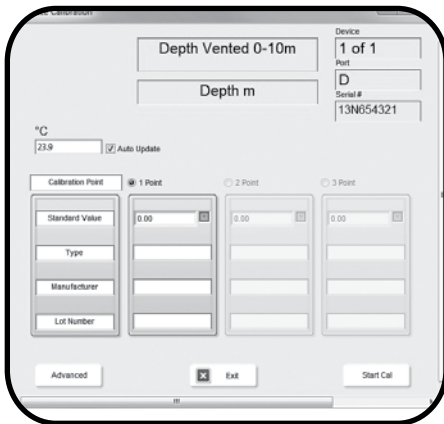 Calibration
Device
Depth Vented 0-10m
1 of 1
Port
Depth m
D
Serial #
13N654321
°C
23.9
Auto Update
Calibration Point
1 Point
2 Point
3 Point
Standard Value
0.00
0.00
0.00
Type
Manufacturer
Lot Number
Advanced
Exit
Start Cal